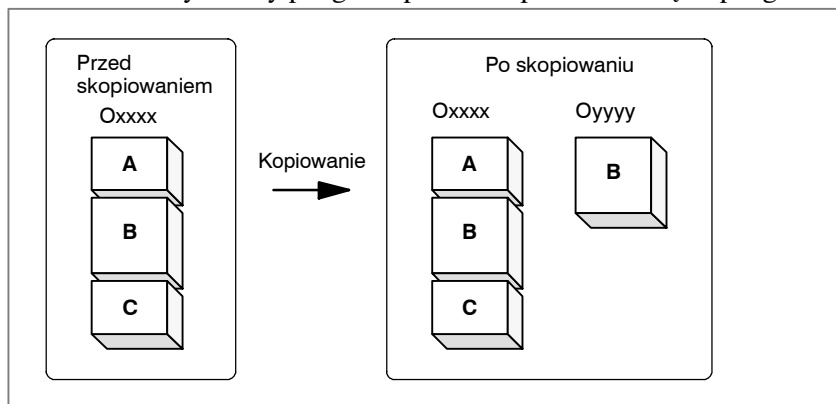 Przed
skopiowaniem
Oxxxx
A
B
C
Kopiowanie
Po skopiowaniu
Oxxxx
Oyyyy
A
B
C
B